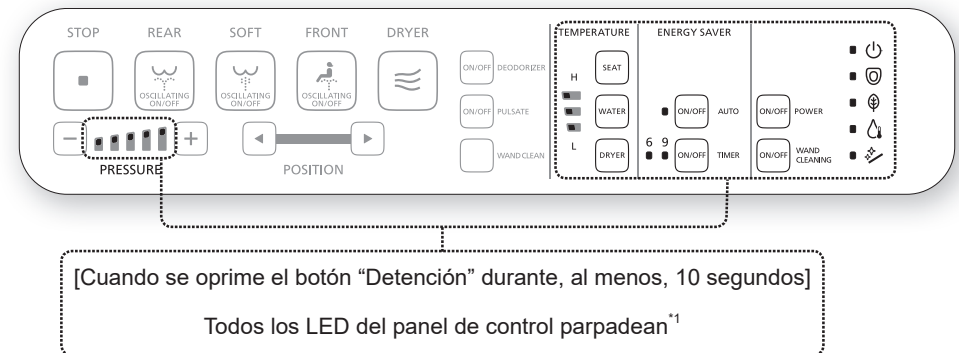 STOP REAR SOFT FRONT DRYER
OSCILLATING ON/OFF
OSCILLATING ON/OFF
OSCILLATING ON/OFF
PRESSURE
POSITION
ON/OFF DEODORIZER
ON/OFF PULSATE
WAND CLEAN
TEMPERATURE
H
L
SEAT
WATER
DRYER
ENERGY SAVER
ON/OFF AUTO
6 9
ON/OFF TIMER
ON/OFF POWER
ON/OFF WAND CLEANING
[Cuando se oprime el botón “Detención” durante, al menos, 10 segundos]
Todos los LED del panel de control parpadean*1